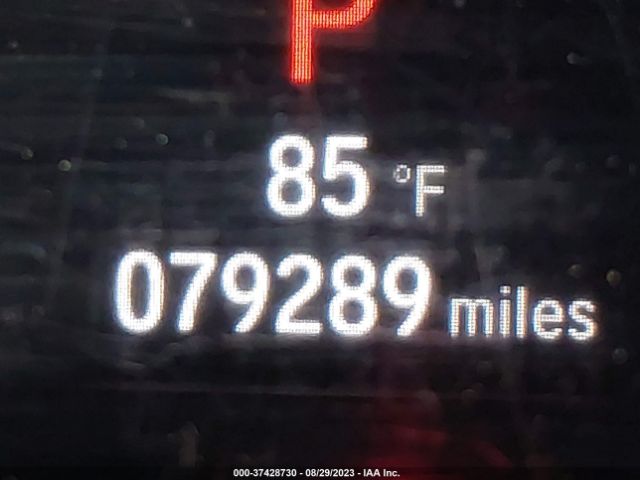 P
85 °F
079289 miles
000-37428730 - 08/29/2023 - IAA Inc.